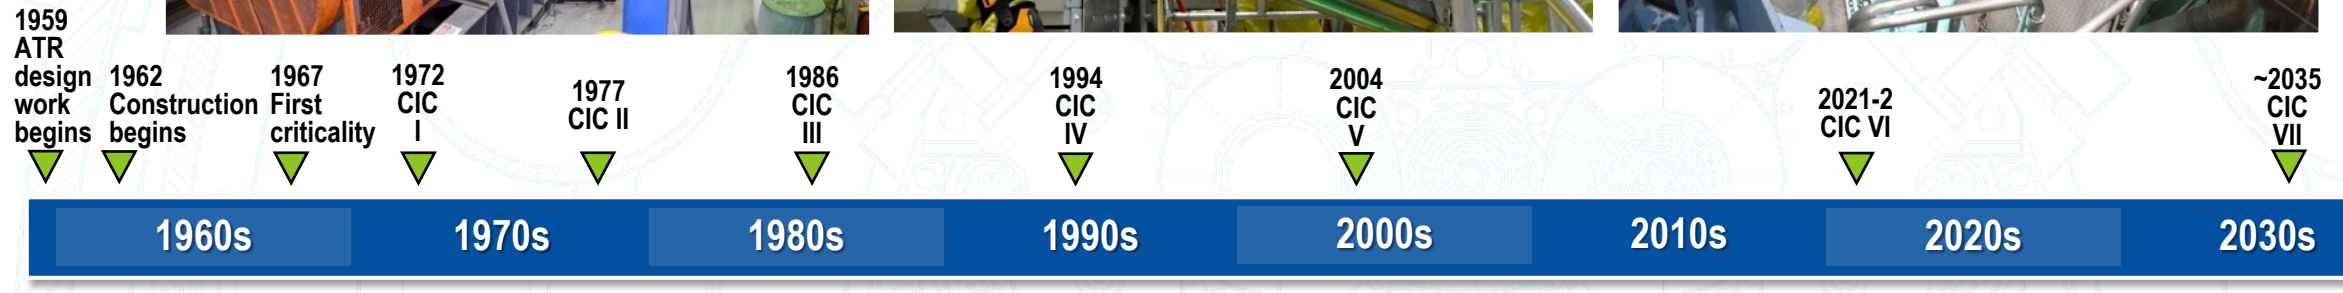 1959
ATR
design
work
begins
1962
Construction
begins
1967
First
criticality
1972
CIC
I
1977
CIC II
1986
CIC
III
1994
CIC
IV
2004
CIC
V
2021-2
CIC VI
~2035
CIC
VII
1960s
1970s
1980s
1990s
2000s
2010s
2020s
2030s